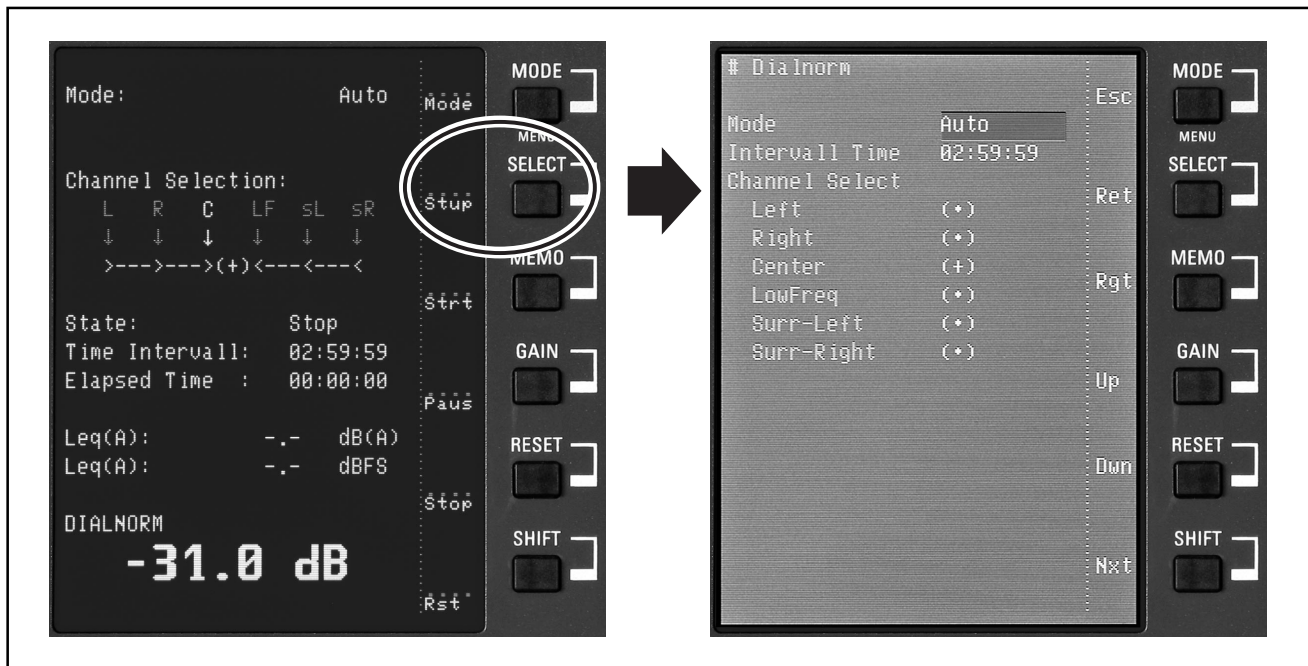 Mode: Auto
Mode
Channel Selection:
L R C LF sL sR
↓ ↓ ↓ ↓ ↓ ↓
>--->--->(+)<---<---<
Stup
Strt
State: Stop
Time Intervall: 02:59:59
Elapsed Time : 00:00:00
Paus
Leq(A): -.- dB(A)
Leq(A): -.- dBFS
Stop
DIALNORM
-31.0 dB
Rst
MODE
MENU
SELECT
MEMO
GAIN
RESET
SHIFT
# Dialnorm
Esc
Mode Auto
Intervall Time 02:59:59
Channel Select
Ret
Left (•)
Right (•)
Center (+)
Rgt
LowFreq (•)
Surr-Left (•)
Surr-Right (•)
Up
Dwn
Nxt
MODE
MENU
SELECT
MEMO
GAIN
RESET
SHIFT